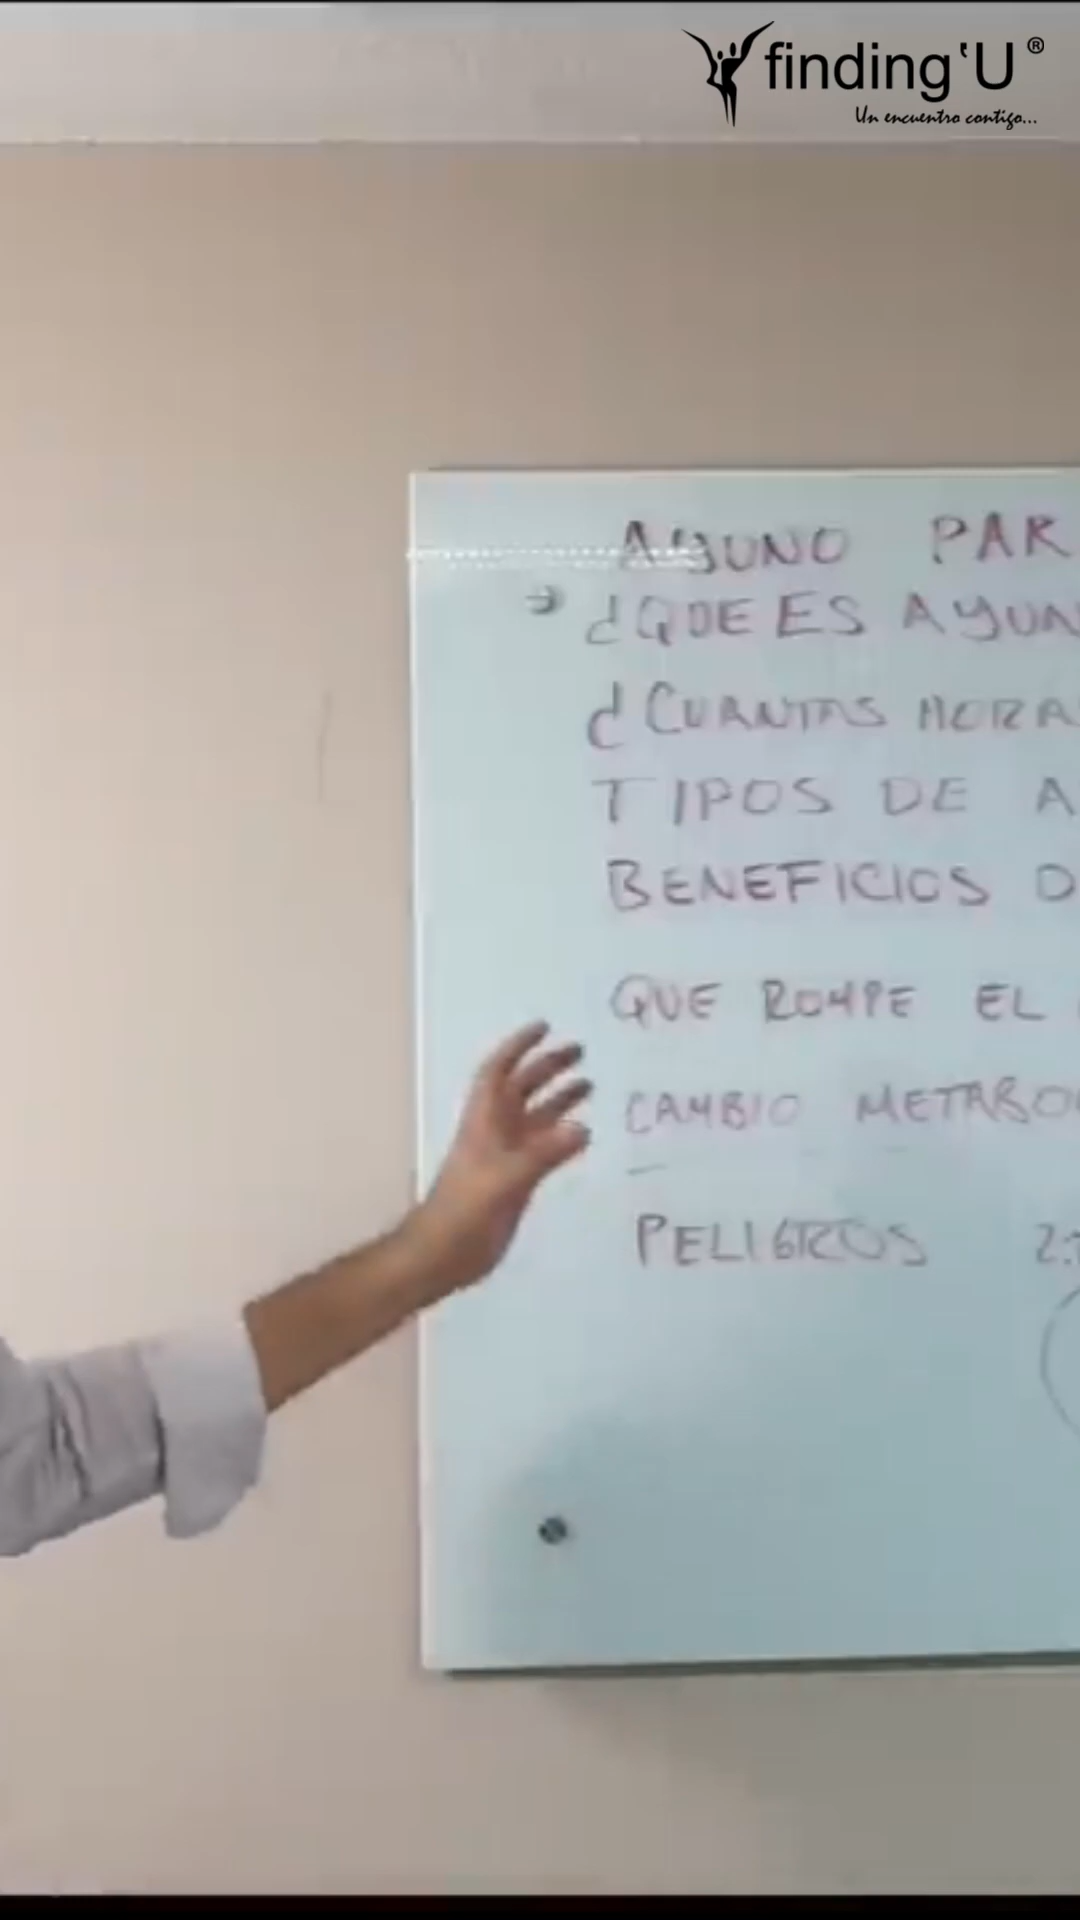 finding'U®
Un encuentro contigo...
AYUNO PAR
¿QUE ES AYUN
¿CUANTAS HORA
TIPOS DE A
BENEFICIOS D
QUE ROMPE EL
CAMBIO METABO
PELIGROS 2: